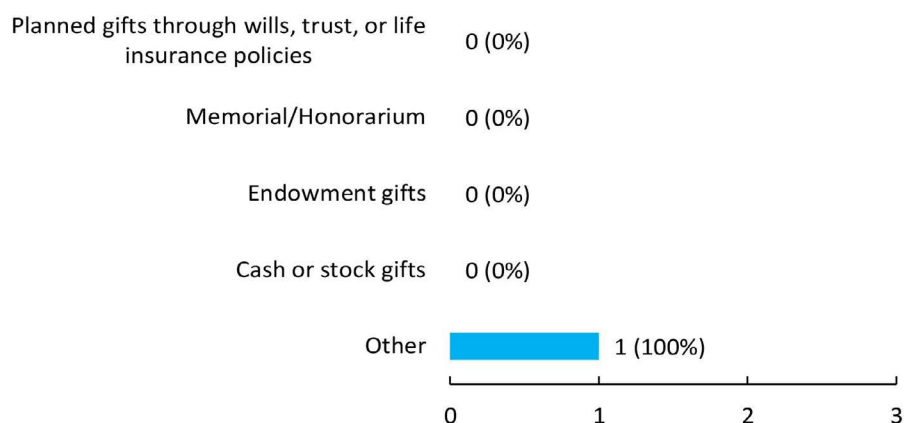 Planned gifts through wills, trust, or life
insurance policies
0 (0%)
Memorial/Honorarium
0 (0%)
Endowment gifts
0 (0%)
Cash or stock gifts
0 (0%)
Other
1 (100%)
0
1
2
3